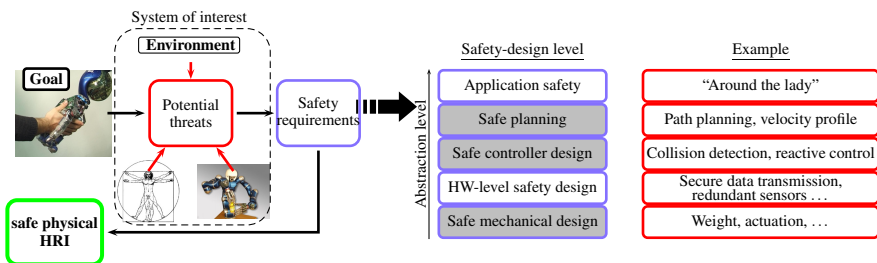 System of interest
Environment
Goal
Potential
threats
Safety
requirements
safe physical
HRI
Abstraction level
Safety-design level
Application safety
Safe planning
Safe controller design
HW-level safety design
Safe mechanical design
Example
“Around the lady”
Path planning, velocity profile
Collision detection, reactive control
Secure data transmission,
redundant sensors …
Weight, actuation, …